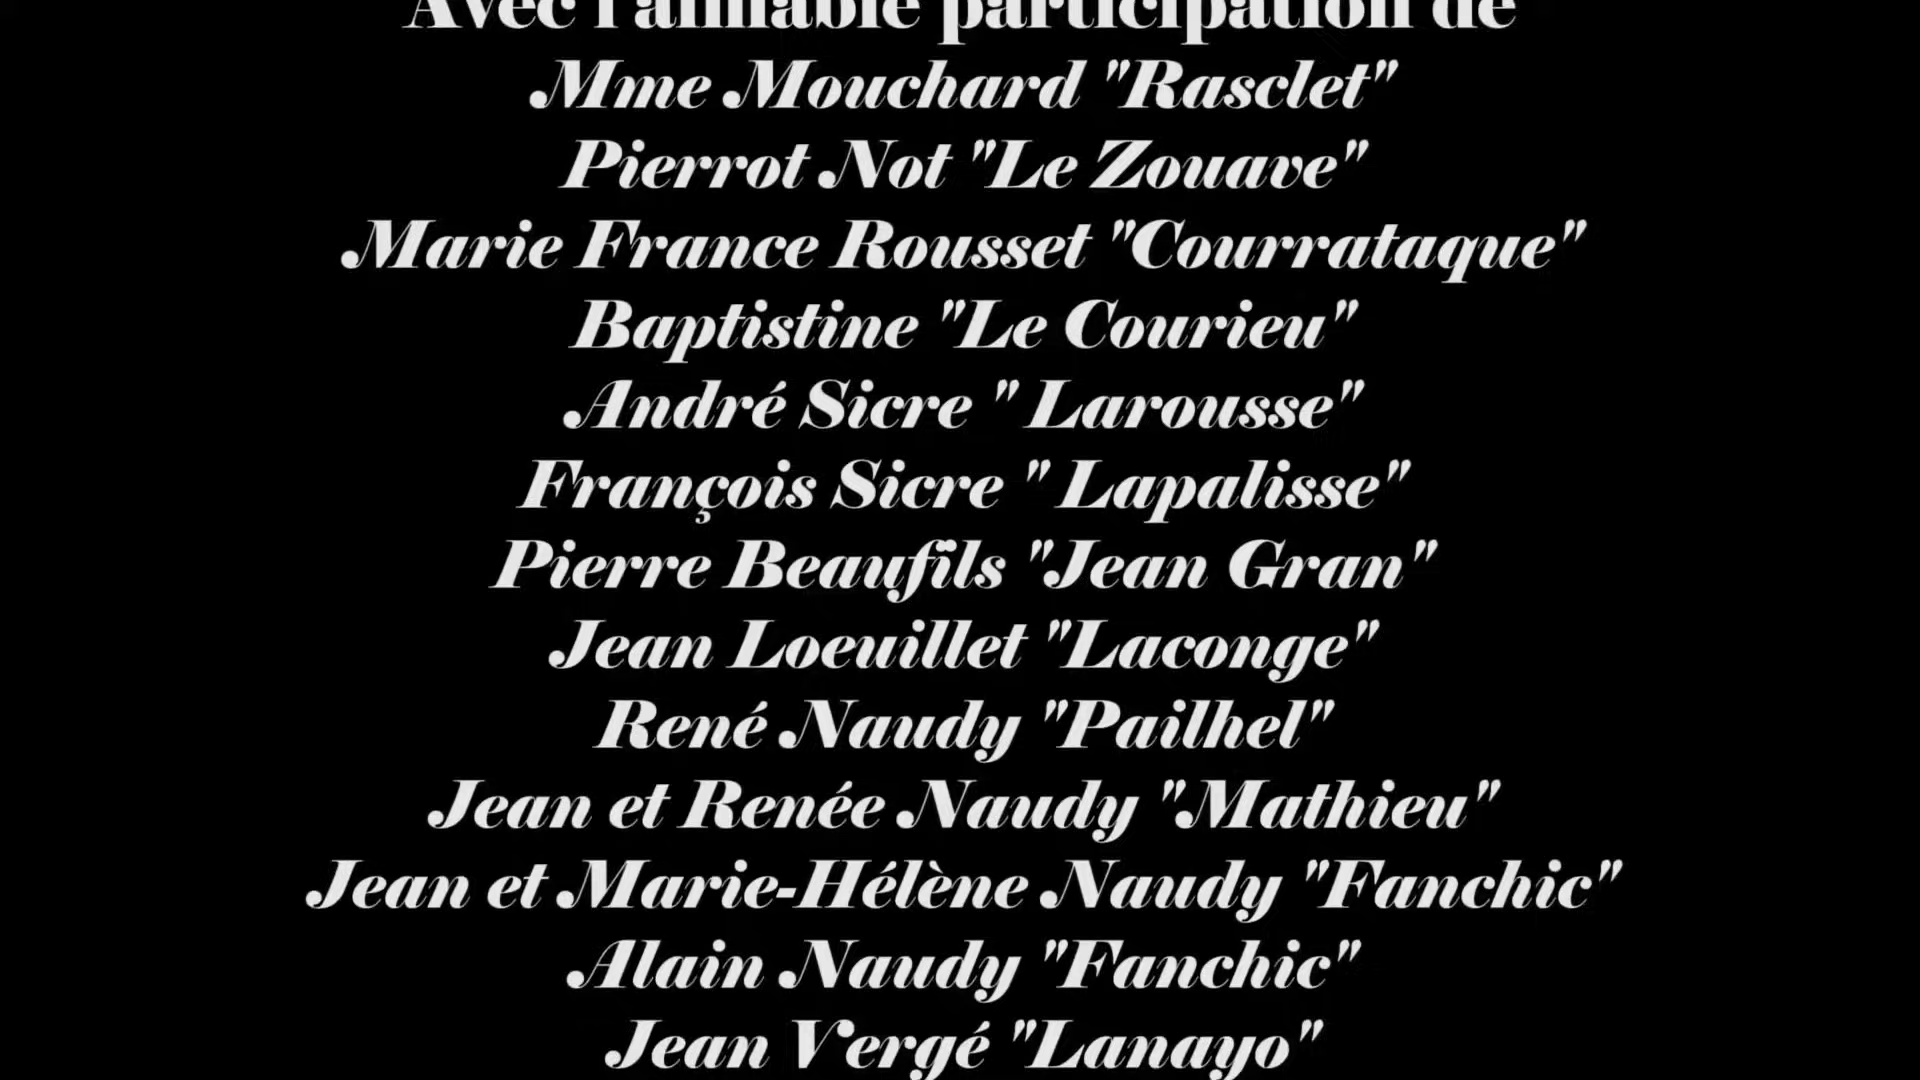 Avec l'aimable participation de
Mme Mouchard "Rasclet"
Pierrot Not "Le Zouave"
Marie France Rousset "Courrataque"
Baptistine "Le Courieu"
André Sicre " Larousse"
François Sicre " Lapalisse"
Pierre Beaufils "Jean Gran"
Jean Loeuillet "Laconge"
René Naudy "Pailhel"
Jean et Renée Naudy "Mathieu"
Jean et Marie-Hélène Naudy "Fanchic"
Alain Naudy "Fanchic"
Jean Vergé "Lanayo"